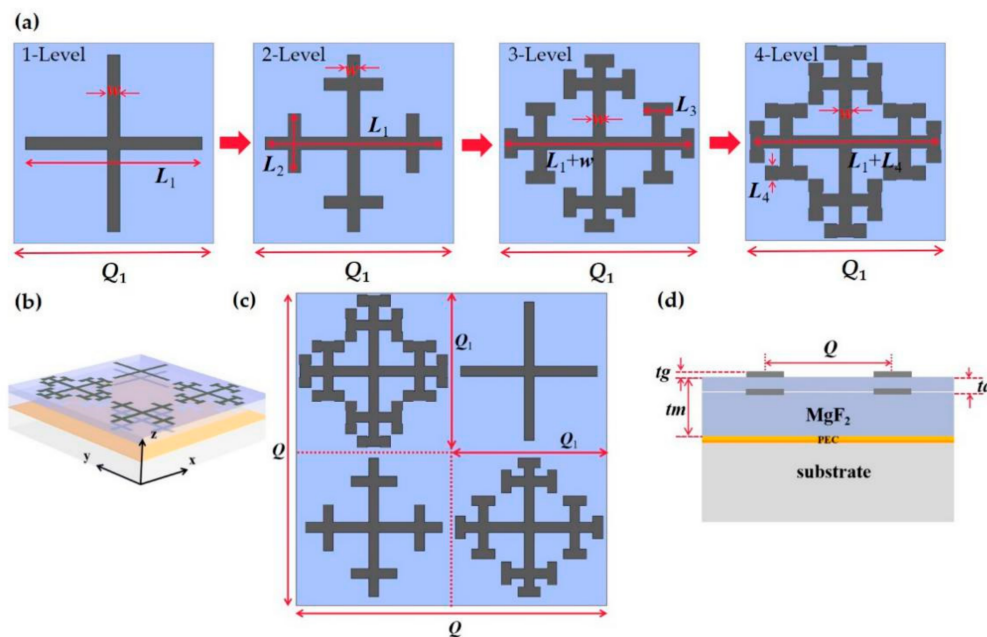 (a)
1-Level
w
L1
Q1
2-Level
w
L1
L2
Q1
3-Level
w
L3
L1+w
Q1
4-Level
w
L1+L4
L4
Q1
(b)
z
y
x
(c)
Q1
Q1
Q
Q
(d)
Q
tg
tm
MgF2
PEC
substrate